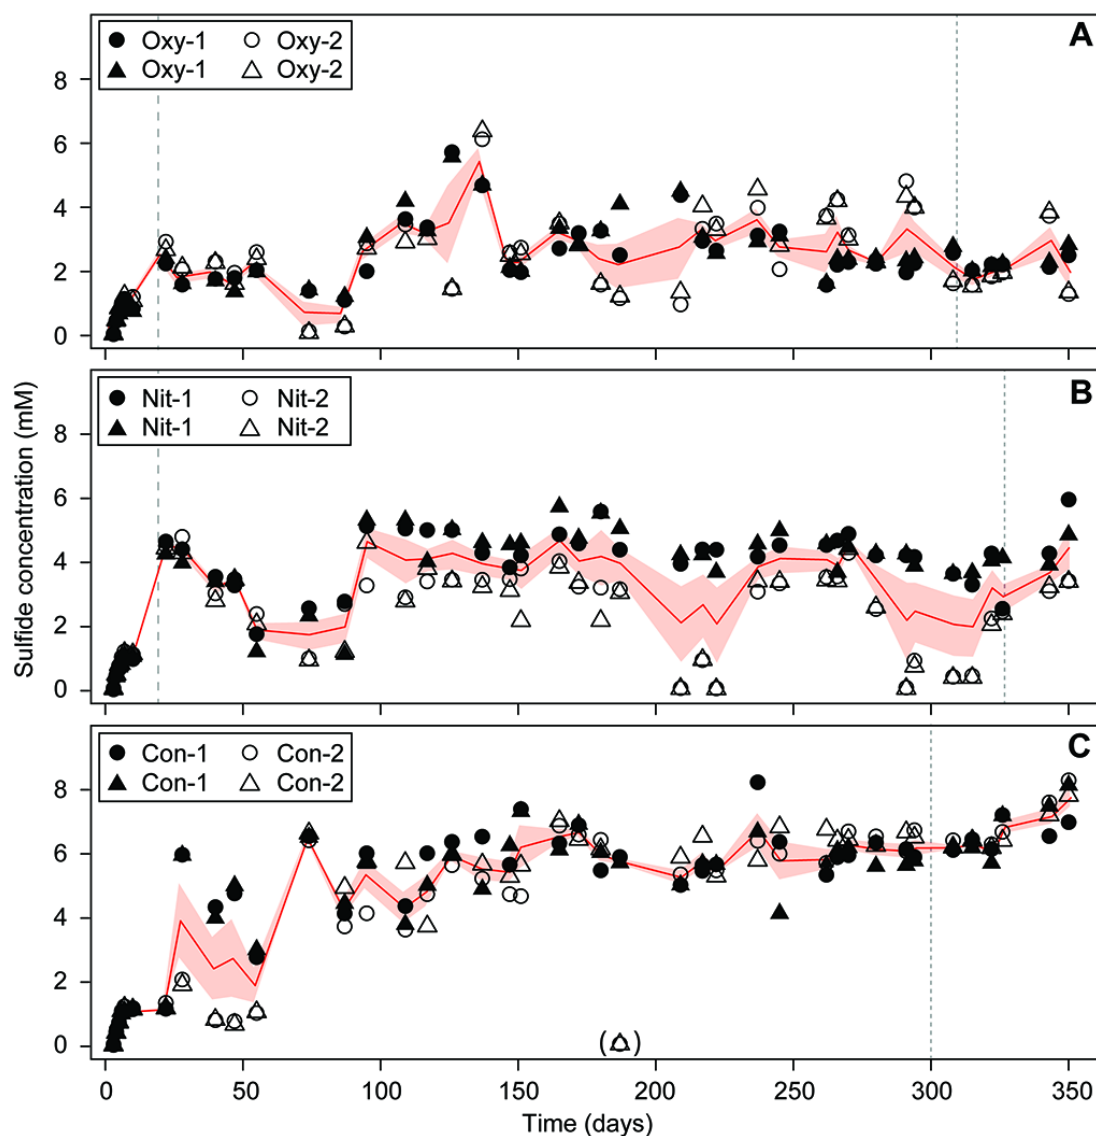 A
Oxy-1 Oxy-2
Oxy-1 Oxy-2
8
6
4
2
0
B
Nit-1 Nit-2
Nit-1 Nit-2
8
6
4
2
0
Sulfide concentration (mM)
C
Con-1 Con-2
Con-1 Con-2
8
6
4
2
0
( )
0 50 100 150 200 250 300 350
Time (days)